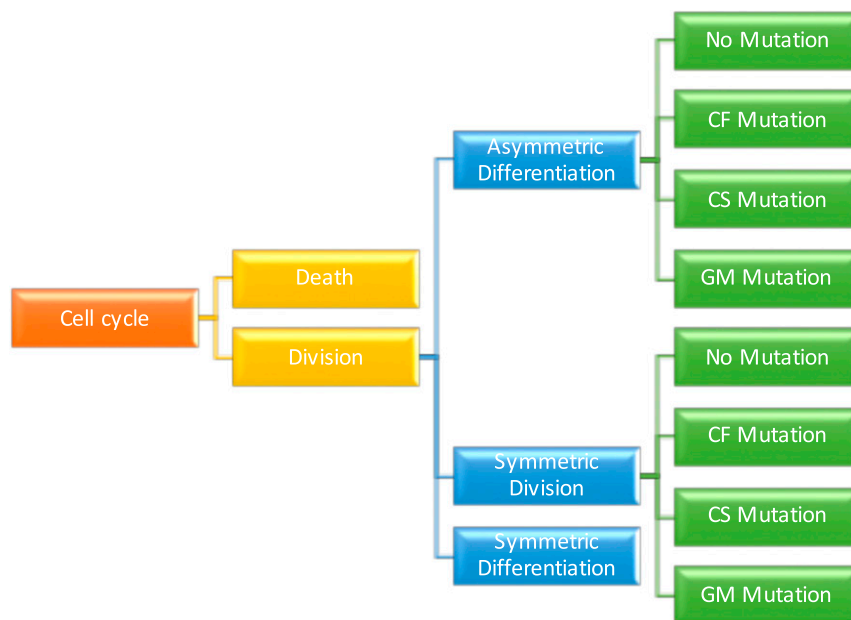 Cell cycle
Death
Division
Asymmetric
Differentiation
Symmetric
Division
Symmetric
Differentiation
No Mutation
CF Mutation
CS Mutation
GM Mutation
No Mutation
CF Mutation
CS Mutation
GM Mutation